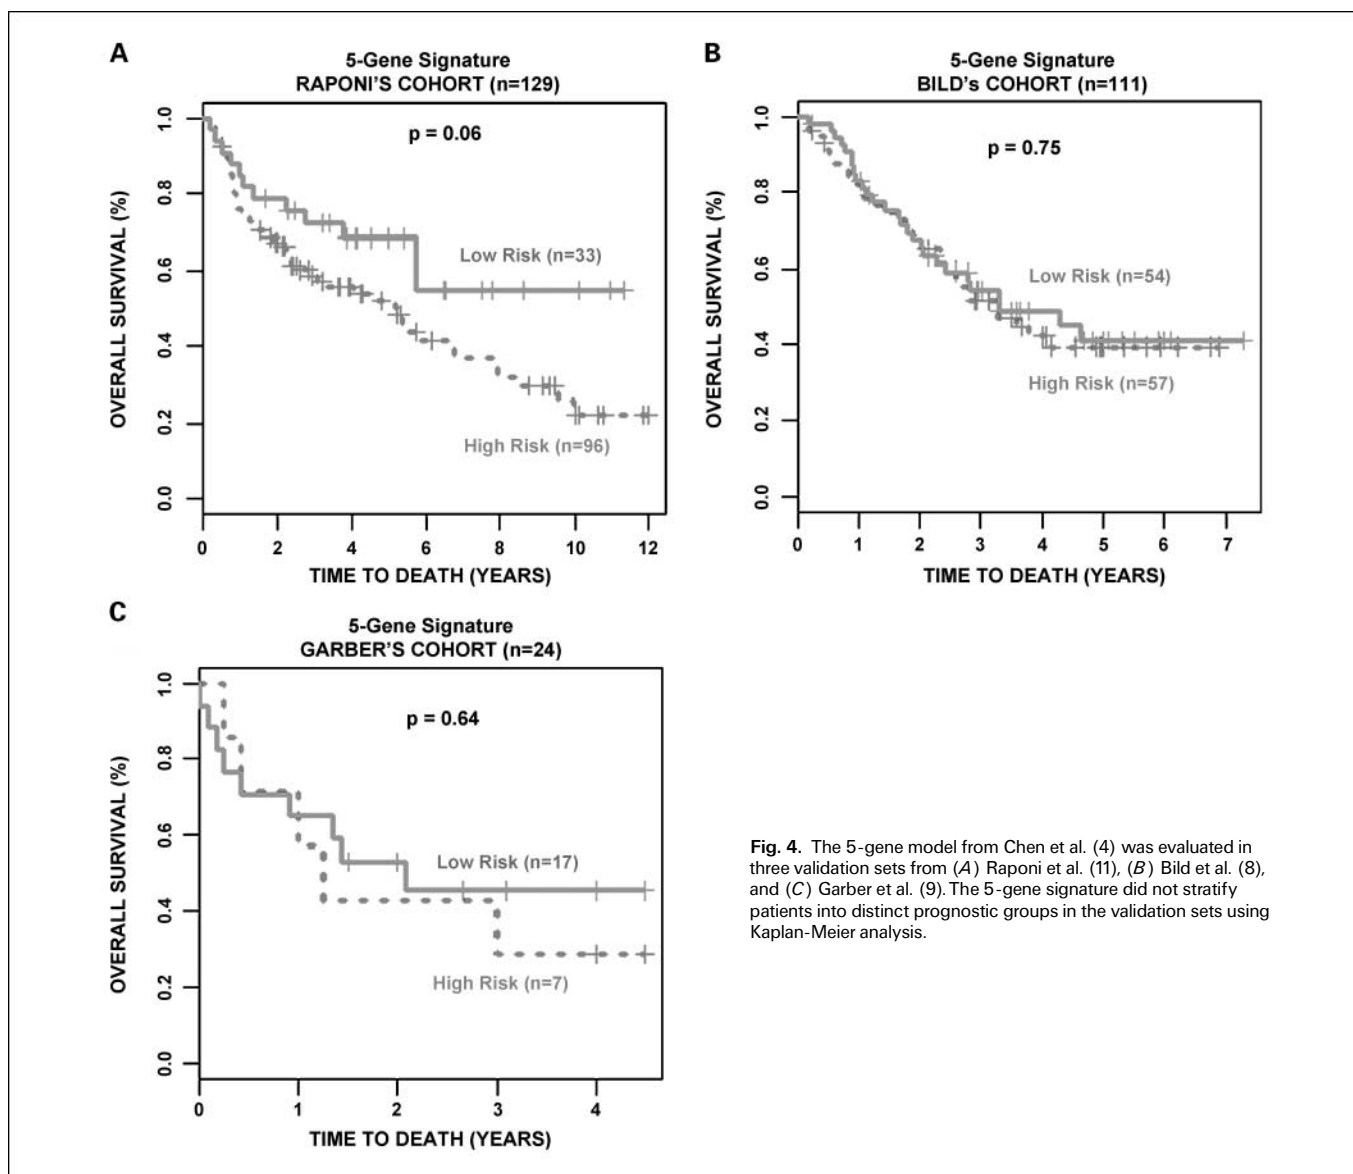 A
5-Gene Signature
RAPONI'S COHORT (n=129)
p = 0.06
OVERALL SURVIVAL (%)
1.0
0.8
0.6
0.4
0.2
0.0
Low Risk (n=33)
High Risk (n=96)
0 2 4 6 8 10 12
TIME TO DEATH (YEARS)
B
5-Gene Signature
BILD's COHORT (n=111)
p = 0.75
OVERALL SURVIVAL (%)
1.0
0.8
0.6
0.4
0.2
0.0
Low Risk (n=54)
High Risk (n=57)
0 1 2 3 4 5 6 7
TIME TO DEATH (YEARS)
C
5-Gene Signature
GARBER'S COHORT (n=24)
p = 0.64
OVERALL SURVIVAL (%)
1.0
0.8
0.6
0.4
0.2
0.0
Low Risk (n=17)
High Risk (n=7)
0 1 2 3 4
TIME TO DEATH (YEARS)
Fig. 4. The 5-gene model from Chen et al. (4) was evaluated in
three validation sets from (A) Raponi et al. (11), (B) Bild et al. (8),
and (C) Garber et al. (9). The 5-gene signature did not stratify
patients into distinct prognostic groups in the validation sets using
Kaplan-Meier analysis.